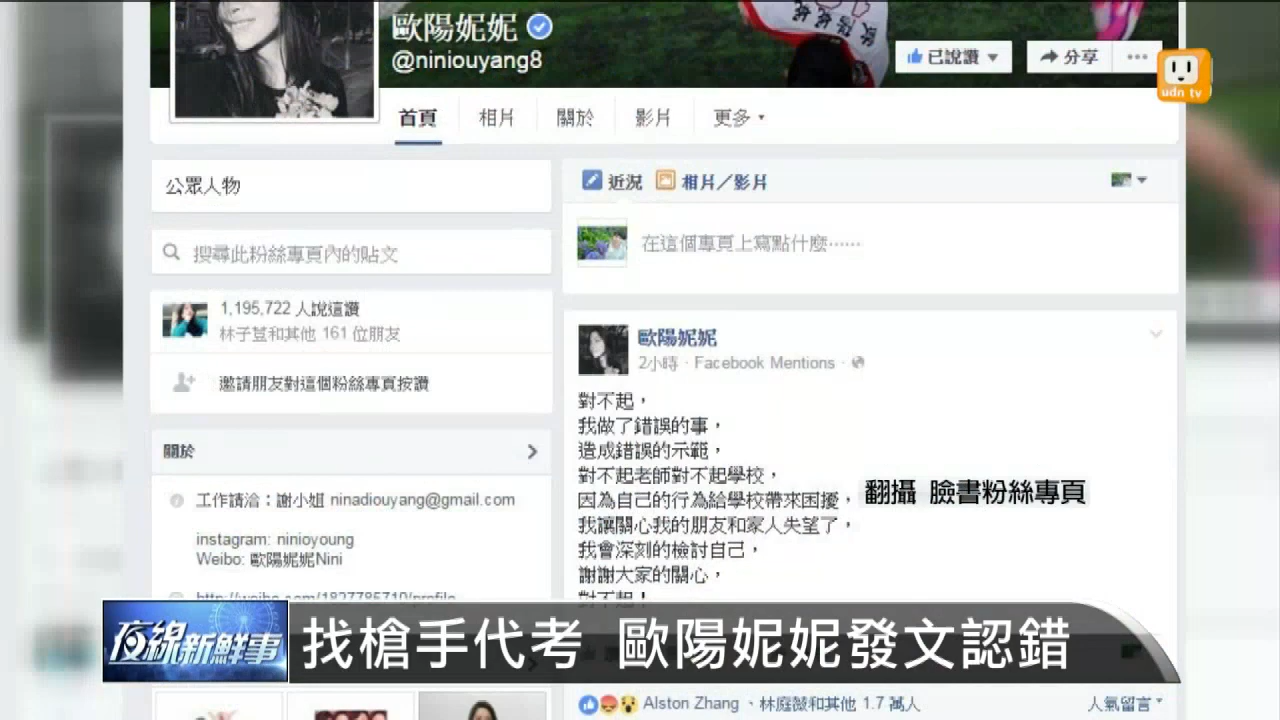 歐陽妮妮
@niniouyang8
已說讚
分享
udn tv
首頁 相片 關於 影片 更多
公眾人物
近況 相片／影片
搜尋此粉絲專頁內的貼文
在這個專頁上寫點什麼……
1,195,722 人說這讚
林子荁和其他 161 位朋友
邀請朋友對這個粉絲專頁按讚
歐陽妮妮
2小時 · Facebook Mentions ·
對不起，
我做了錯誤的事，
造成錯誤的示範，
對不起老師對不起學校，
因為自己的行為給學校帶來困擾，
我讓關心我的朋友和家人失望了，
我會深刻的檢討自己，
謝謝大家的關心，
對不起！
翻攝 臉書粉絲專頁
關於
工作請洽：謝小姐 ninadiouyang@gmail.com
instagram: ninioyoung
Weibo: 歐陽妮妮Nini
http://weibo.com/1827785710/profile
夜線新鮮事
找槍手代考 歐陽妮妮發文認錯
Alston Zhang、林庭薇和其他 1.7 萬人
人氣留言